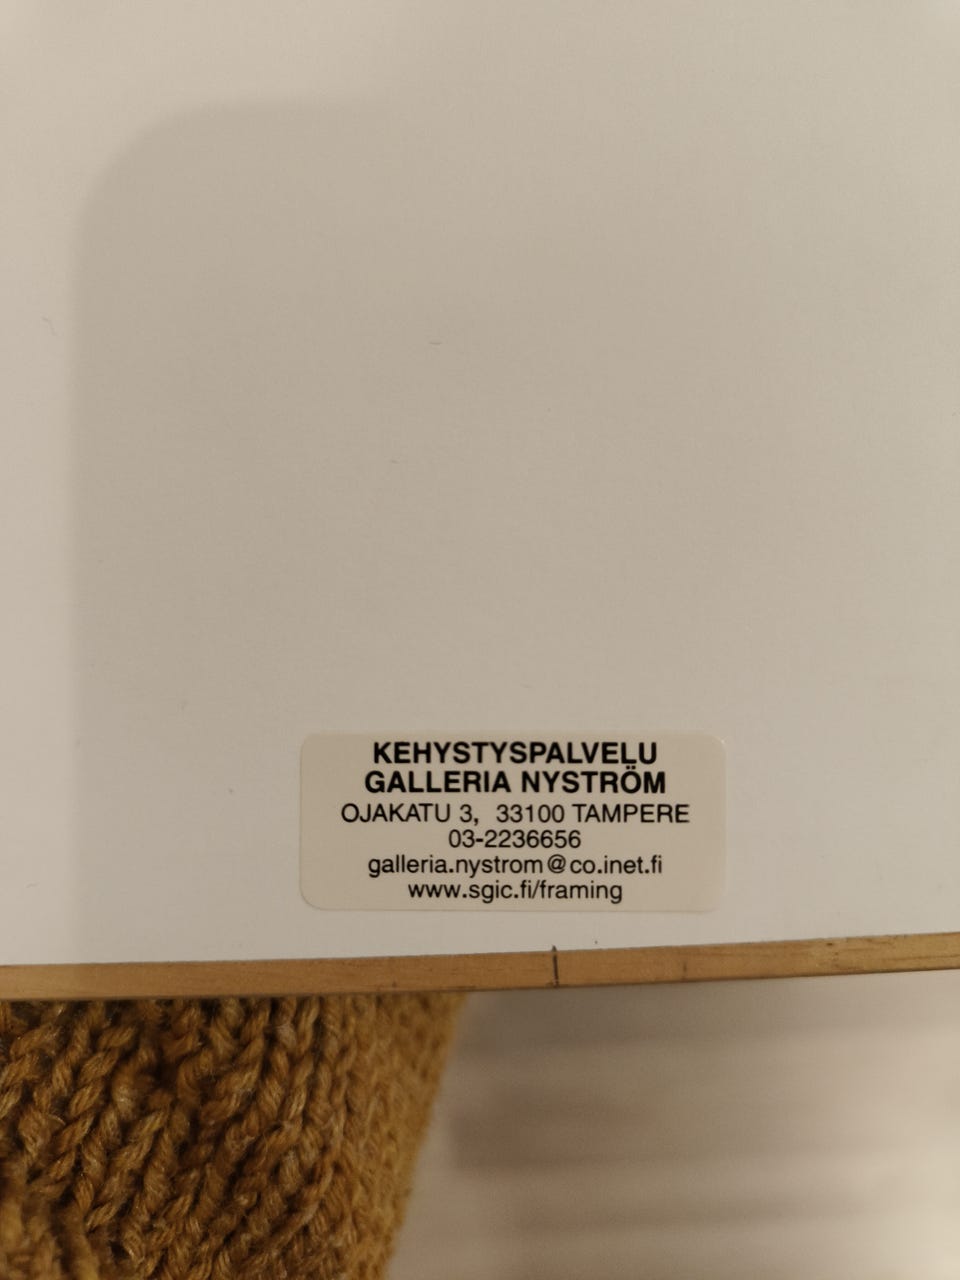 KEHYSTYSPALVELU
GALLERIA NYSTRÖM
OJAKATU 3, 33100 TAMPERE
03-2236656
galleria.nystrom@co.inet.fi
www.sgic.fi/framing